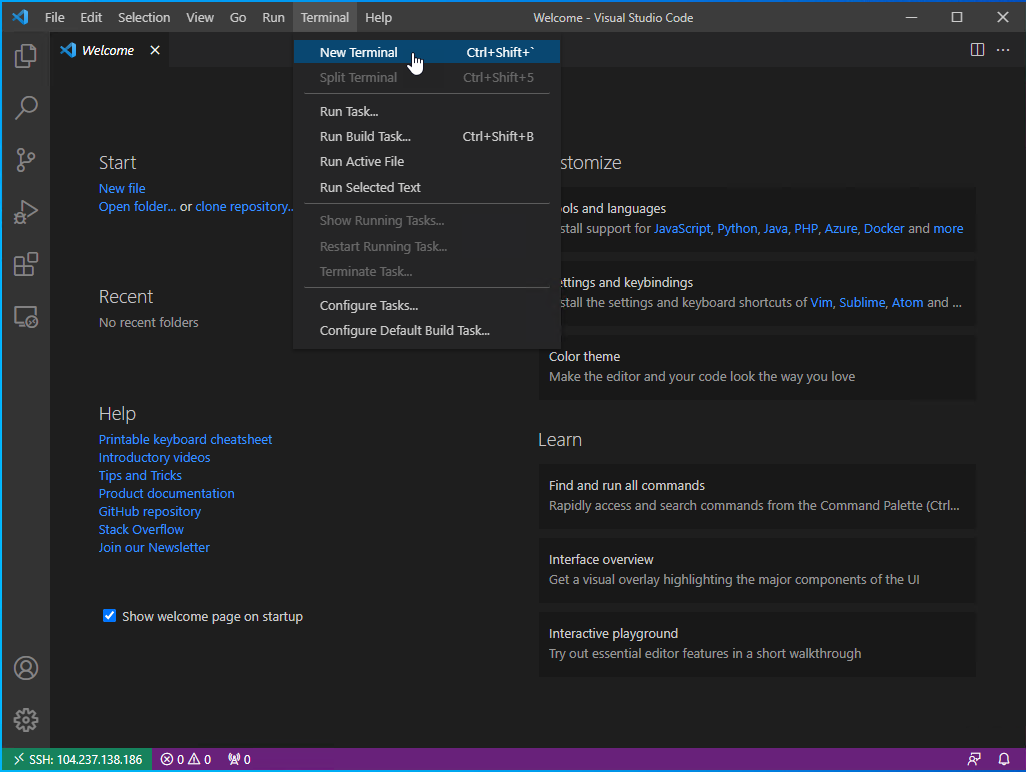 File Edit Selection View Go Run Terminal Help Welcome - Visual Studio Code
Welcome
New Terminal Ctrl+Shift+`
Split Terminal Ctrl+Shift+5
Run Task...
Run Build Task... Ctrl+Shift+B
Run Active File
Run Selected Text
Show Running Tasks...
Restart Running Task...
Terminate Task...
Configure Tasks...
Configure Default Build Task...
Start
New file
Open folder... or clone repository..
Recent
No recent folders
Help
Printable keyboard cheatsheet
Introductory videos
Tips and Tricks
Product documentation
GitHub repository
Stack Overflow
Join our Newsletter
Show welcome page on startup
stomize
ols and languages
stall support for JavaScript, Python, Java, PHP, Azure, Docker and more
ettings and keybindings
stall the settings and keyboard shortcuts of Vim, Sublime, Atom and ...
Color theme
Make the editor and your code look the way you love
Learn
Find and run all commands
Rapidly access and search commands from the Command Palette (Ctrl...
Interface overview
Get a visual overlay highlighting the major components of the UI
Interactive playground
Try out essential editor features in a short walkthrough
SSH: 104.237.138.186 0 0 0